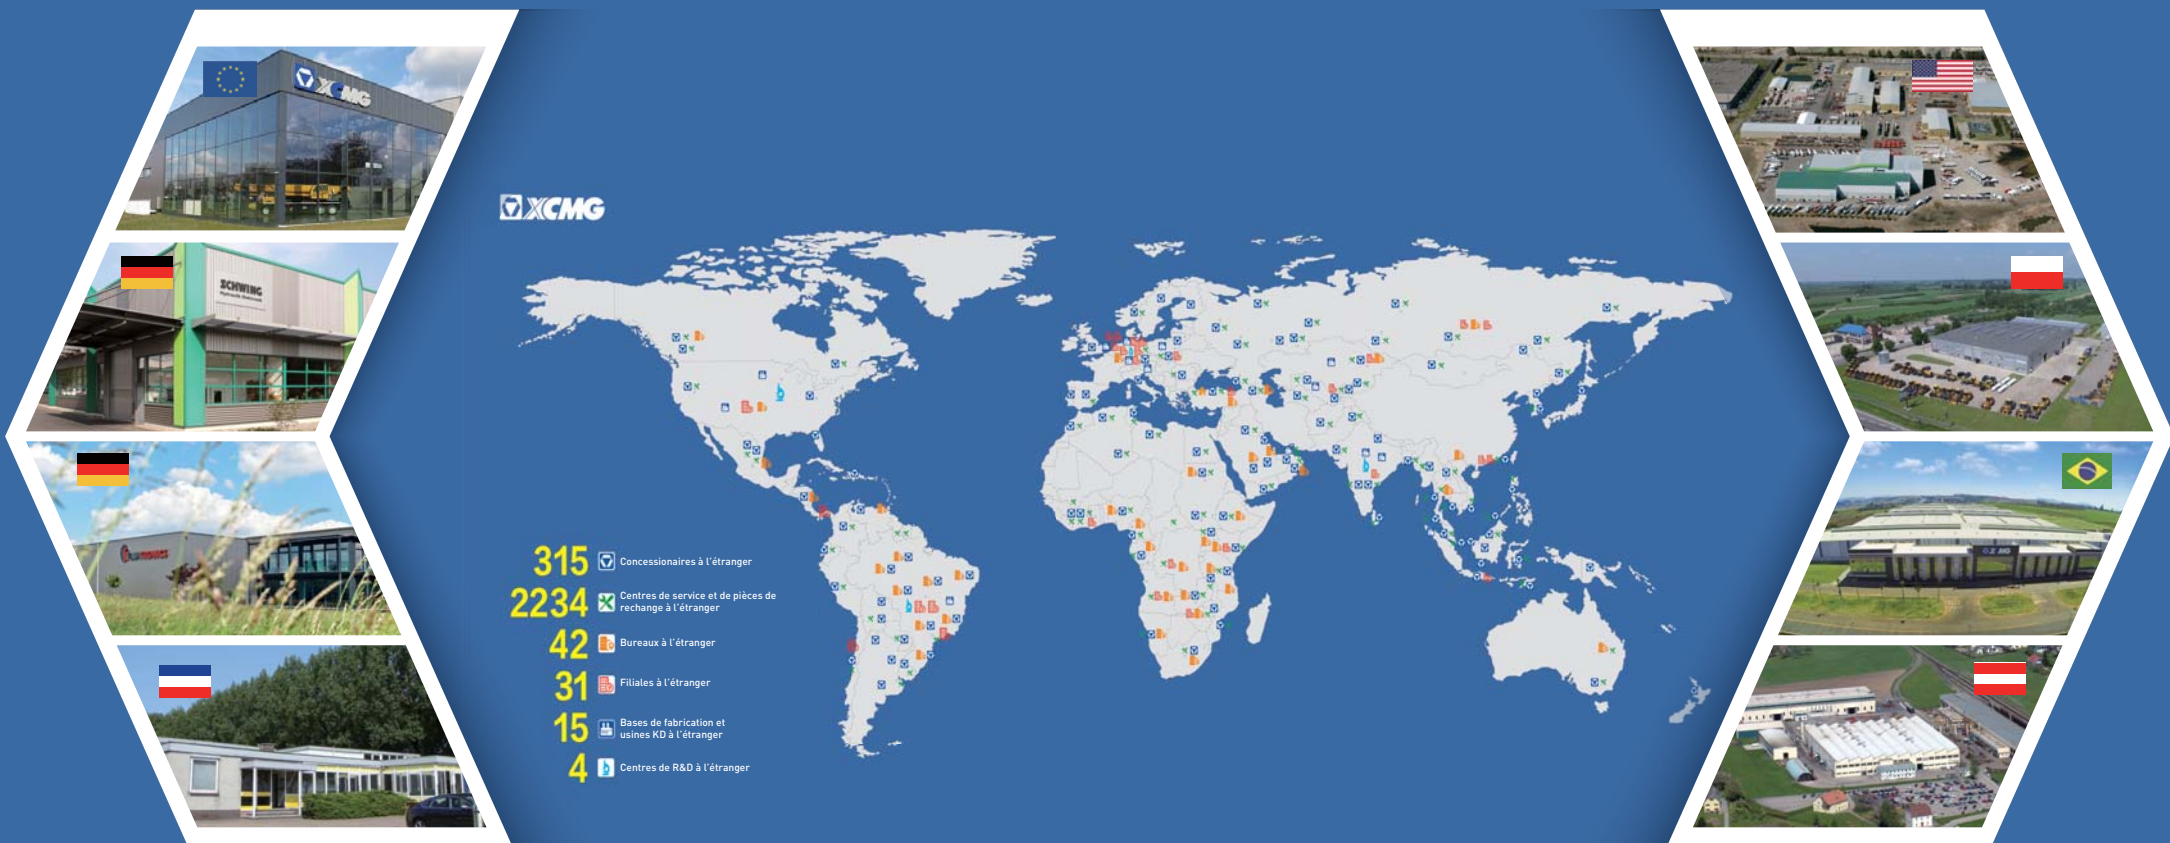 XCMG
SCHWING
XCMG
315 Concessionaires à l'étranger
2234 Centres de service et de pièces de
rechange à l'étranger
42 Bureaux à l'étranger
31 Filiales à l'étranger
15 Bases de fabrication et
usines KD à l'étranger
4 Centres de R&D à l'étranger